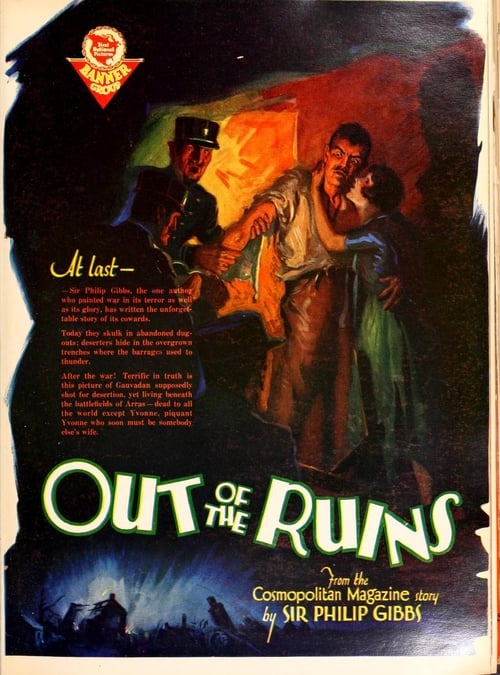 First
National
Pictures
BANNER
GROUP
At last—
—Sir Philip Gibbs, the one author
who painted war in its terror as well
as its glory, has written the unforget-
table story of its cowards.
Today they skulk in abandoned dug-
outs; deserters hide in the overgrown
trenches where the barrages used to
thunder.
After the war! Terrific in truth is
this picture of Gauvadan supposedly
shot for desertion, yet living beneath
the battlefields of Arras—dead to all
the world except Yvonne, piquant
Yvonne who soon must be somebody
else's wife.
OUT OF THE RUINS
From the
Cosmopolitan Magazine story
by SIR PHILIP GIBBS